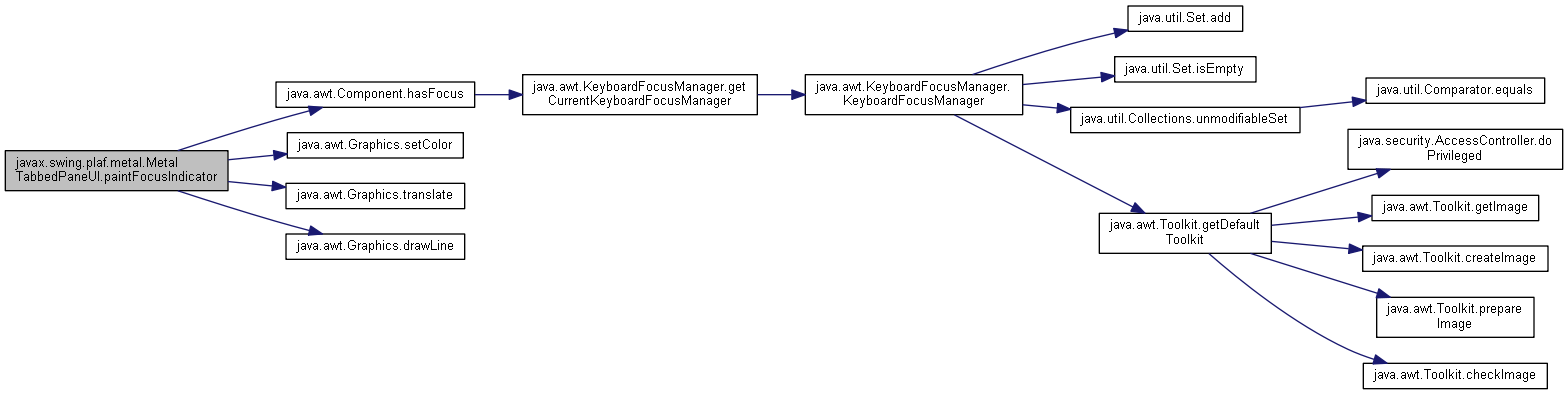 javax.swing.plaf.metal.Metal
TabbedPaneUI.paintFocusIndicator
java.awt.Component.hasFocus
java.awt.Graphics.setColor
java.awt.Graphics.translate
java.awt.Graphics.drawLine
java.awt.KeyboardFocusManager.get
CurrentKeyboardFocusManager
java.awt.KeyboardFocusManager.
KeyboardFocusManager
java.util.Set.add
java.util.Set.isEmpty
java.util.Collections.unmodifiableSet
java.util.Comparator.equals
java.awt.Toolkit.getDefault
Toolkit
java.security.AccessController.do
Privileged
java.awt.Toolkit.getImage
java.awt.Toolkit.createImage
java.awt.Toolkit.prepare
Image
java.awt.Toolkit.checkImage